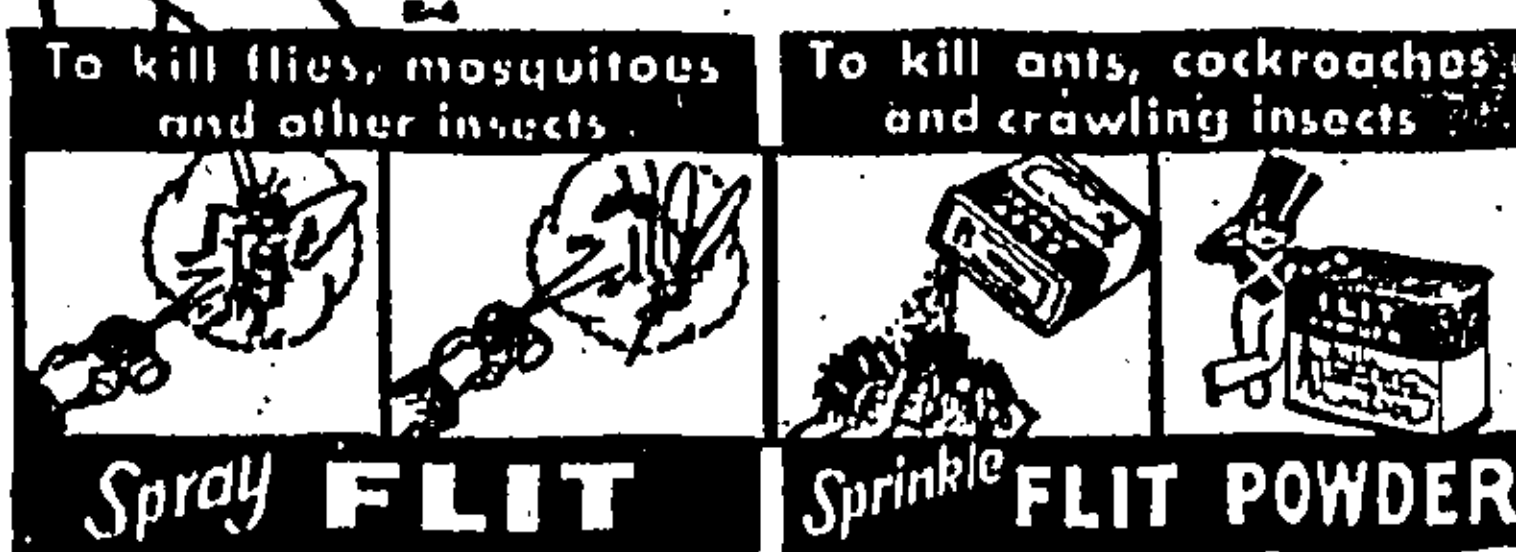 To kill flies, mosquitoes
and other insects
Spray FLIT
To kill ants, cockroaches
and crawling insects
FLIT
Sprinkle FLIT POWDER